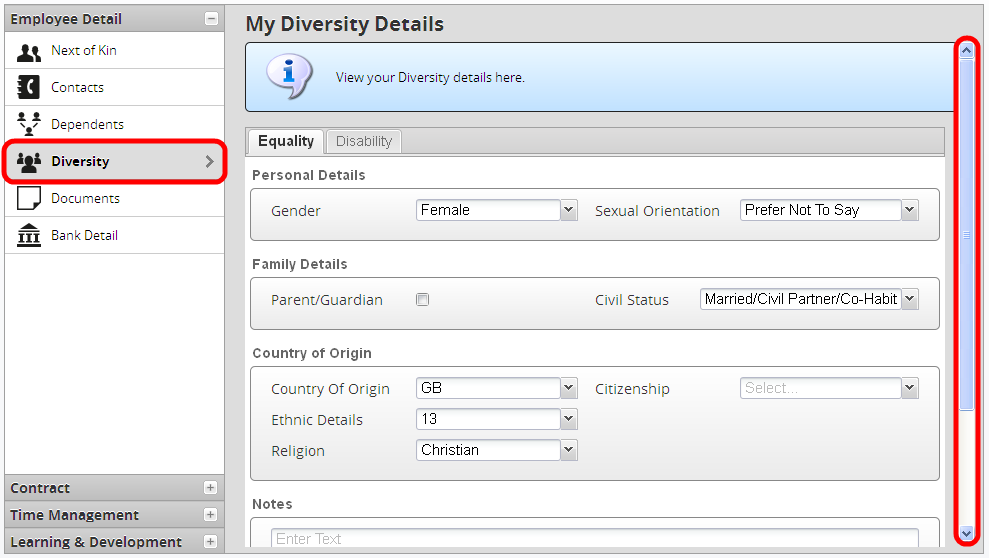 Employee Detail
Next of Kin
Contacts
Dependents
Diversity
Documents
Bank Detail
Contract
Time Management
Learning & Development
My Diversity Details
View your Diversity details here.
Equality Disability
Personal Details
Gender Female Sexual Orientation Prefer Not To Say
Family Details
Parent/Guardian Civil Status Married/Civil Partner/Co-Habit
Country of Origin
Country Of Origin GB Citizenship Select...
Ethnic Details 13
Religion Christian
Notes
Enter Text